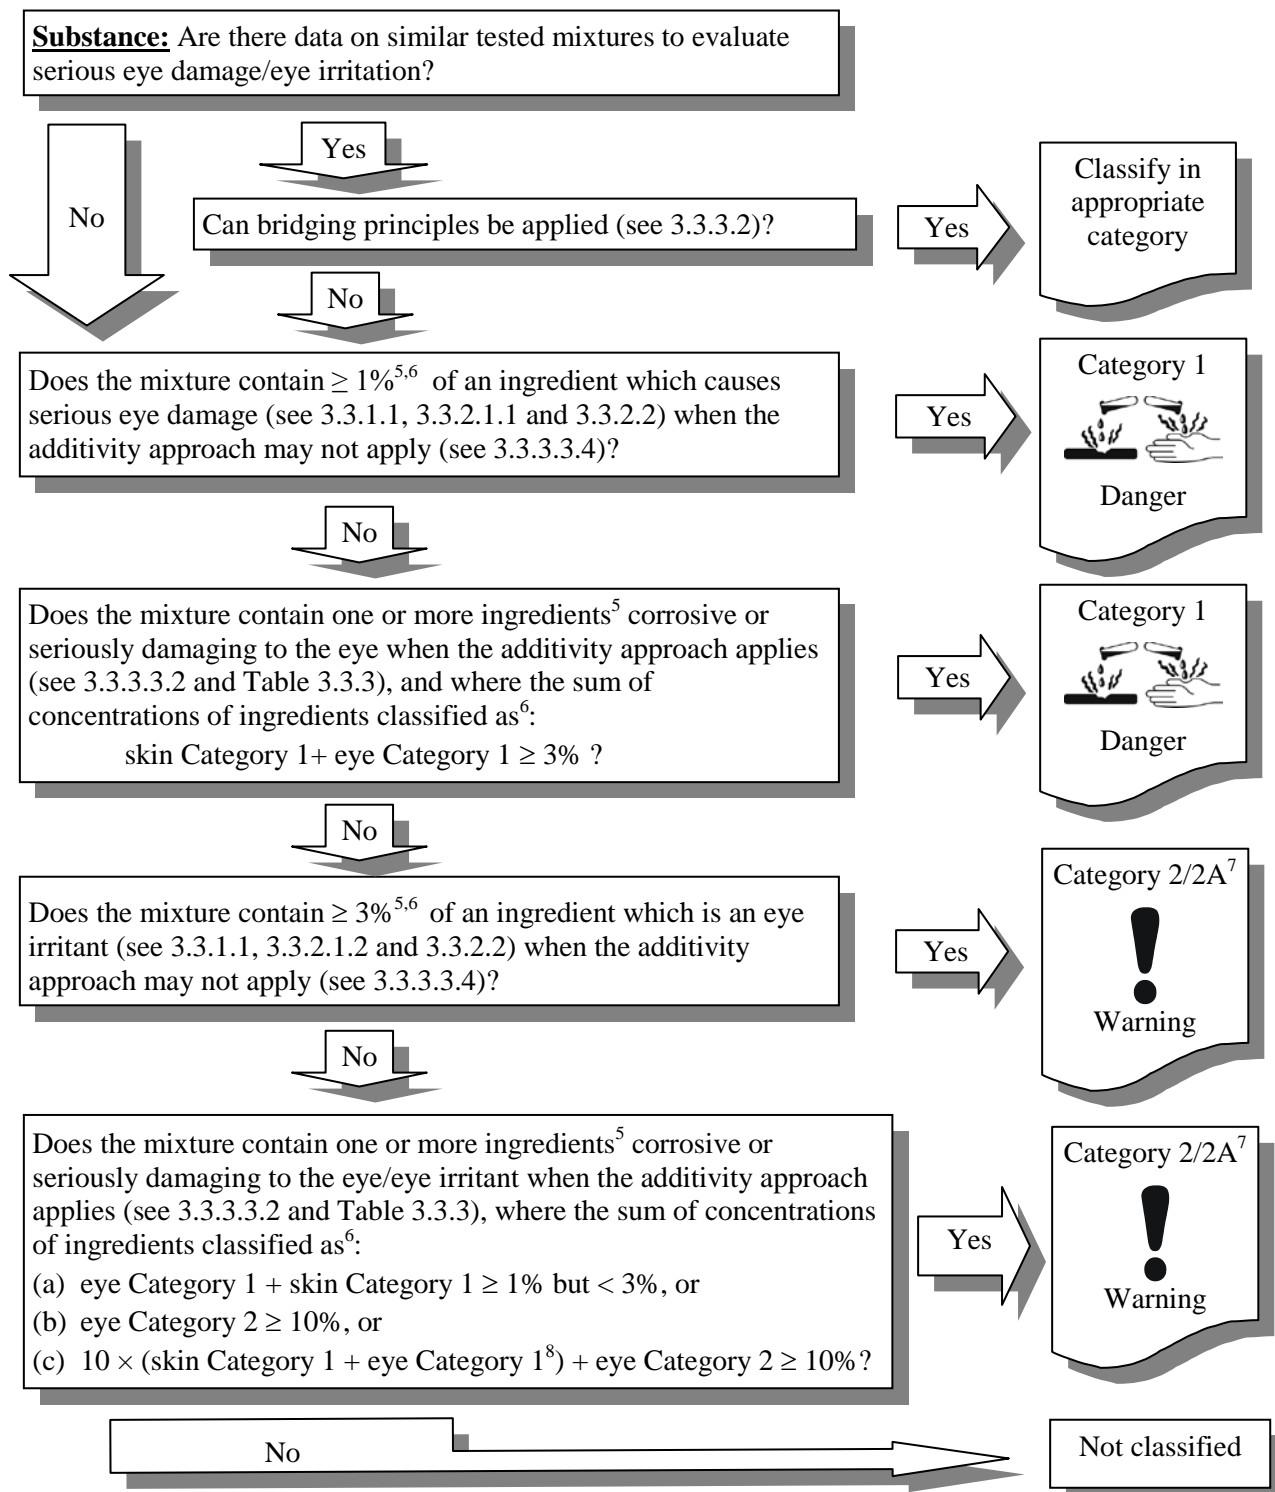 Substance: Are there data on similar tested mixtures to evaluate
serious eye damage/eye irritation?
No
Yes
Can bridging principles be applied (see 3.3.3.2)?
Yes
Classify in
appropriate
category
No
Does the mixture contain ≥ 1%5,6 of an ingredient which causes
serious eye damage (see 3.3.1.1, 3.3.2.1.1 and 3.3.2.2) when the
additivity approach may not apply (see 3.3.3.3.4)?
Yes
Category 1
Danger
No
Does the mixture contain one or more ingredients5 corrosive or
seriously damaging to the eye when the additivity approach applies
(see 3.3.3.3.2 and Table 3.3.3), and where the sum of
concentrations of ingredients classified as6:
skin Category 1+ eye Category 1 ≥ 3% ?
Yes
Category 1
Danger
No
Does the mixture contain ≥ 3%5,6 of an ingredient which is an eye
irritant (see 3.3.1.1, 3.3.2.1.2 and 3.3.2.2) when the additivity
approach may not apply (see 3.3.3.3.4)?
Yes
Category 2/2A7
Warning
No
Does the mixture contain one or more ingredients5 corrosive or
seriously damaging to the eye/eye irritant when the additivity approach
applies (see 3.3.3.3.2 and Table 3.3.3), where the sum of concentrations
of ingredients classified as6:
(a) eye Category 1 + skin Category 1 ≥ 1% but < 3%, or
(b) eye Category 2 ≥ 10%, or
(c) 10 × (skin Category 1 + eye Category 18) + eye Category 2 ≥ 10%?
Yes
Category 2/2A7
Warning
No
Not classified